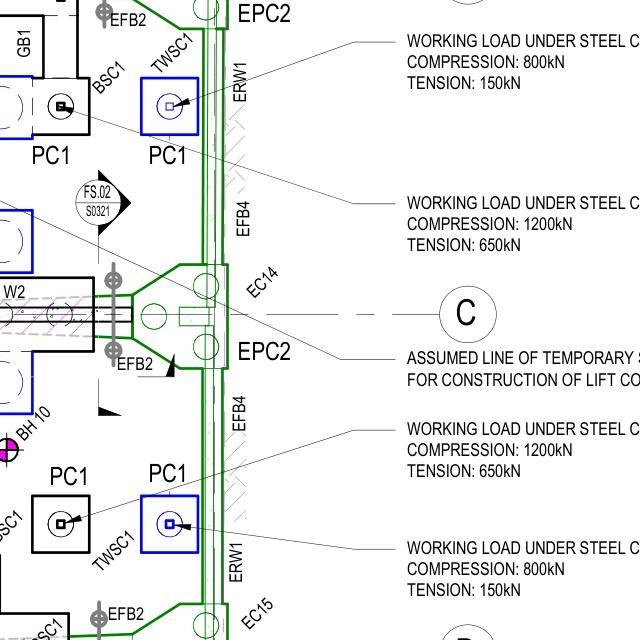 EFB2
EPC2
GB1
BSC1
TWSC1
ERW1
WORKING LOAD UNDER STEEL C
COMPRESSION: 800kN
TENSION: 150kN
PC1
PC1
FS.02
S0321
EFB4
WORKING LOAD UNDER STEEL C
COMPRESSION: 1200kN
TENSION: 650kN
W2
EC14
C
EPC2
EFB2
ASSUMED LINE OF TEMPORARY S
FOR CONSTRUCTION OF LIFT CO
EFB4
BH 10
WORKING LOAD UNDER STEEL C
COMPRESSION: 1200kN
TENSION: 650kN
PC1
PC1
SC1
TWSC1
ERW1
WORKING LOAD UNDER STEEL C
COMPRESSION: 800kN
TENSION: 150kN
EFB2
EC15
SC1